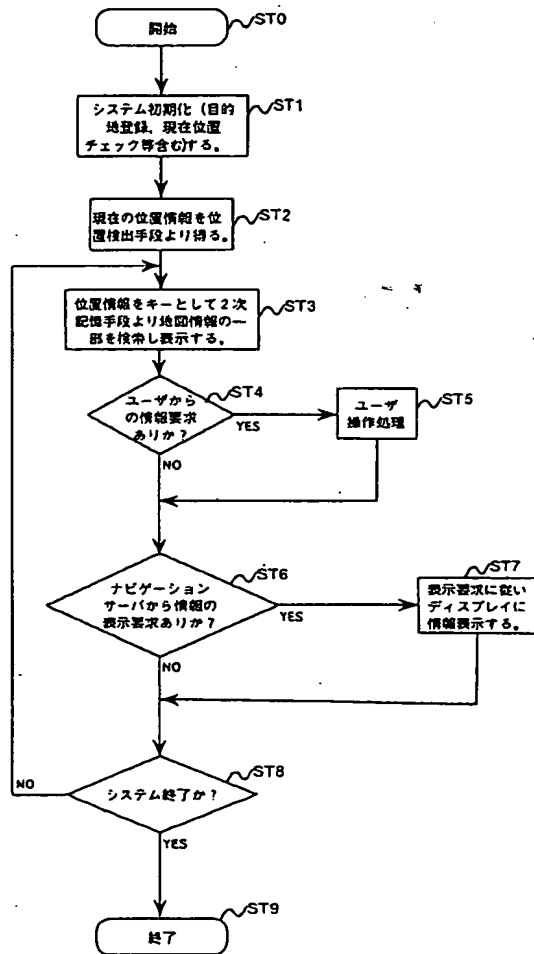 開始
ST0
システム初期化 (目的
地登録、現在位置
チェック等含む)する。
ST1
現在の位置情報を位
置検出手段より得る。
ST2
位置情報をキーとして2次
記憶手段より地図情報の一
部を検索し表示する。
ST3
ユーザから
の情報要求
ありか?
ST4
YES
NO
ユーザ
操作処理
ST5
ナビゲーション
サーバから情報の
表示要求ありか?
ST6
YES
NO
表示要求に従い
ディスプレイに
情報表示する。
ST7
システム終了か?
ST8
NO
YES
終了
ST9